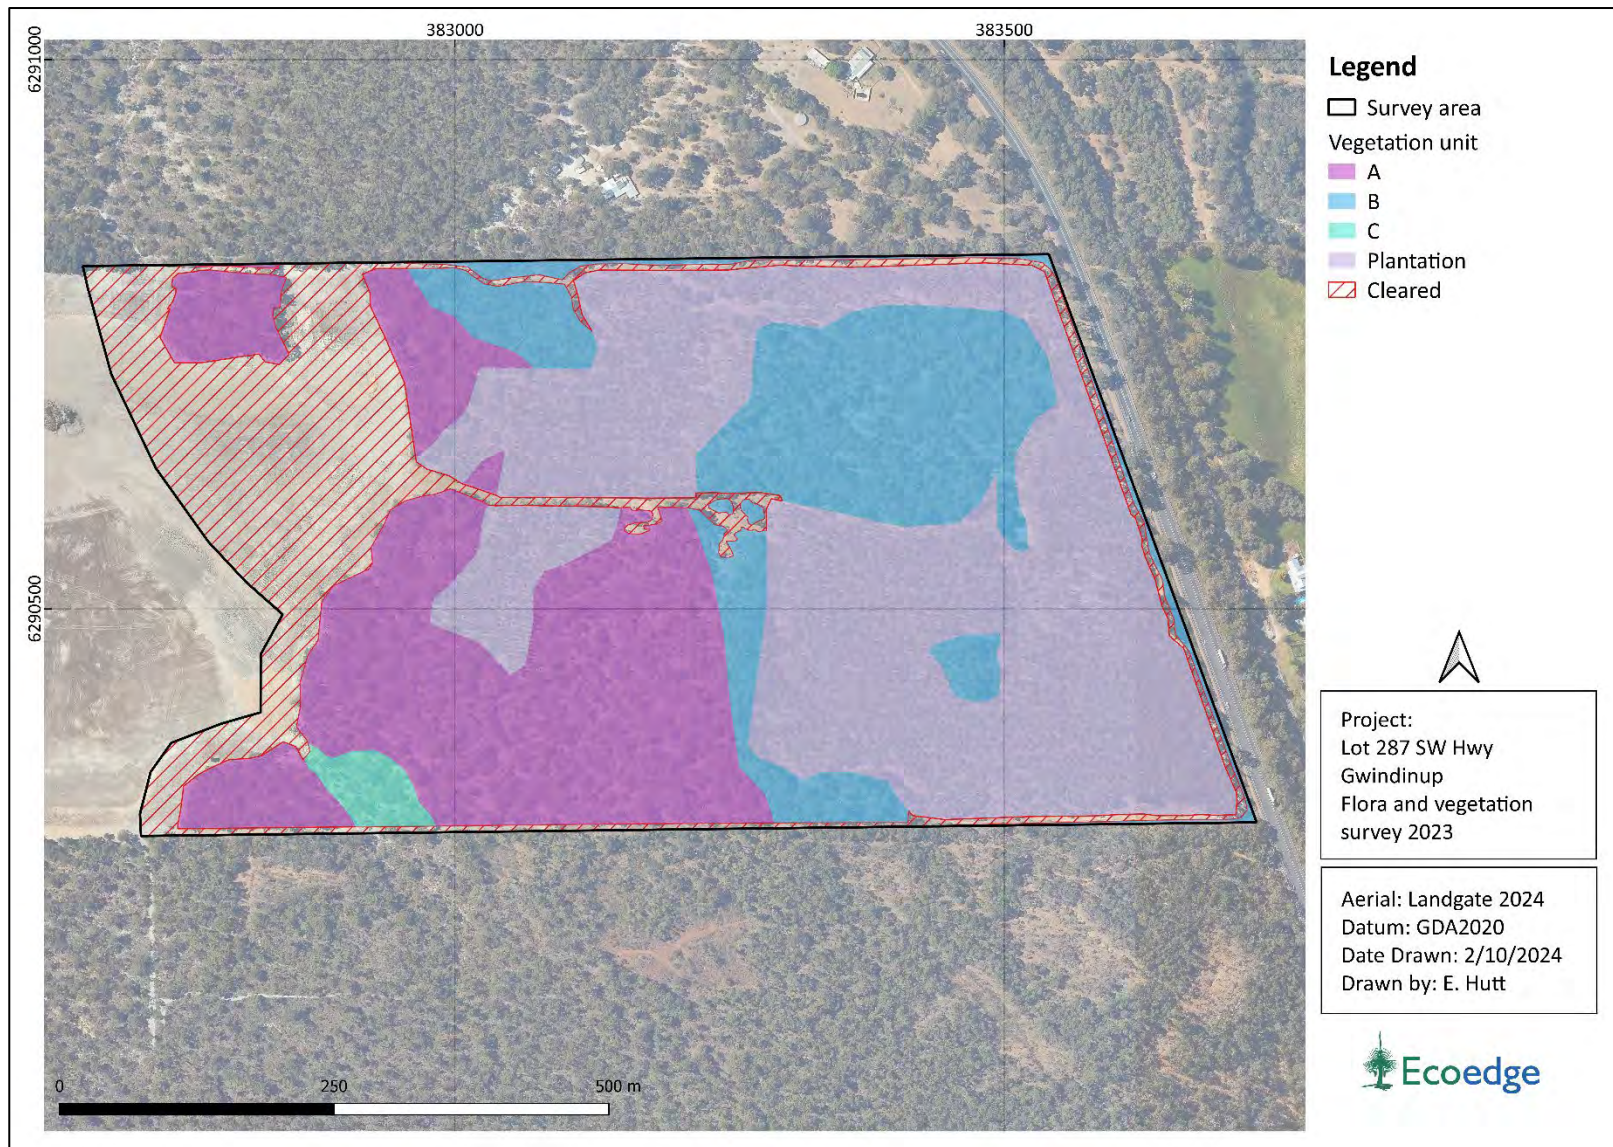 383000
383500
6291000
6290500
Legend
Survey area
Vegetation unit
A
B
C
Plantation
Cleared
Project:
Lot 287 SW Hwy
Gwindinup
Flora and vegetation
survey 2023
Aerial: Landgate 2024
Datum: GDA2020
Date Drawn: 2/10/2024
Drawn by: E. Hutt
Ecoedge
0
250
500 m